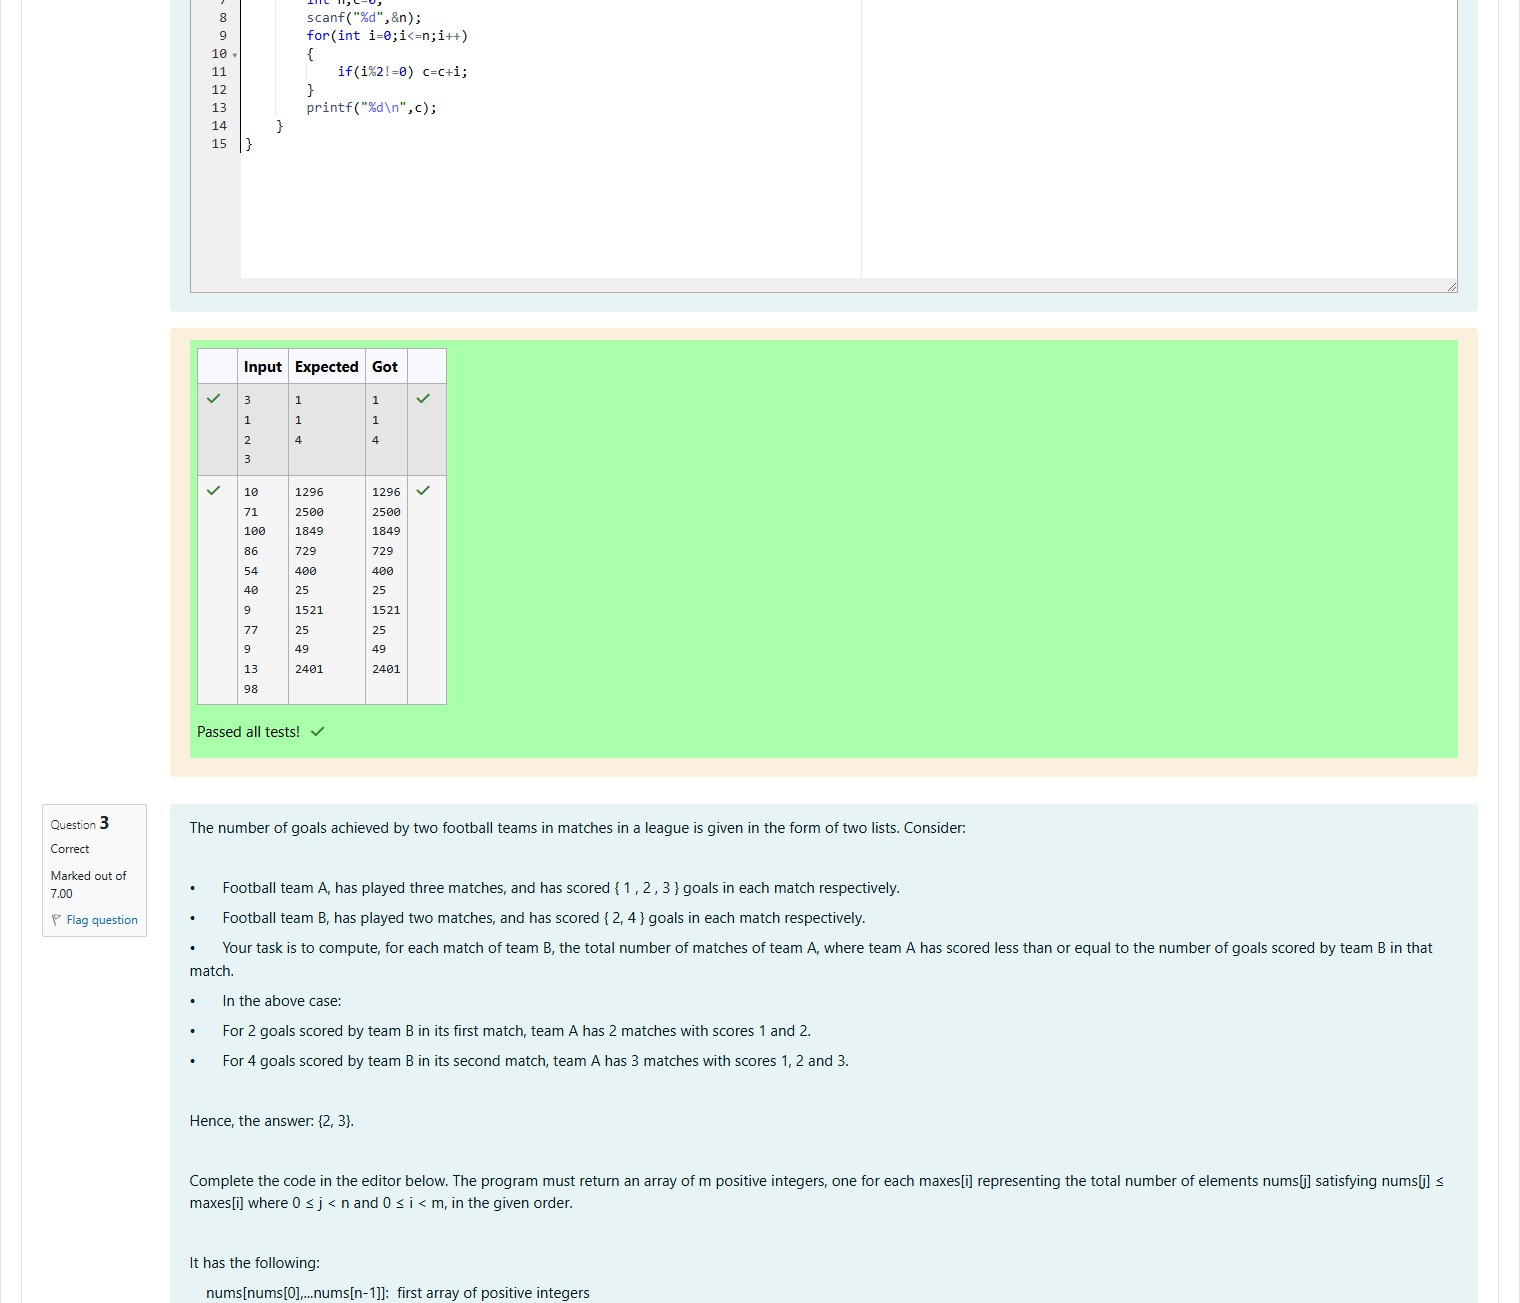 8 scanf("%d",&n);
9 for(int i=0;i<=n;i++)
10 {
11 if(i%2!=0) c=c+i;
12 }
13 printf("%d\n",c);
14 }
15 }
Input Expected Got
3 1 1
1 1 1
2 4 4
3
10 1296 1296
71 2500 2500
100 1849 1849
86 729 729
54 400 400
40 25 25
9 1521 1521
77 25 25
9 49 49
13 2401 2401
98
Passed all tests!
Question 3
Correct
Marked out of
7.00
Flag question
The number of goals achieved by two football teams in matches in a league is given in the form of two lists. Consider:
• Football team A, has played three matches, and has scored { 1 , 2 , 3 } goals in each match respectively.
• Football team B, has played two matches, and has scored { 2, 4 } goals in each match respectively.
• Your task is to compute, for each match of team B, the total number of matches of team A, where team A has scored less than or equal to the number of goals scored by team B in that
match.
• In the above case:
• For 2 goals scored by team B in its first match, team A has 2 matches with scores 1 and 2.
• For 4 goals scored by team B in its second match, team A has 3 matches with scores 1, 2 and 3.
Hence, the answer: {2, 3}.
Complete the code in the editor below. The program must return an array of m positive integers, one for each maxes[i] representing the total number of elements nums[j] satisfying nums[j] ≤
maxes[i] where 0 ≤ j < n and 0 ≤ i < m, in the given order.
It has the following:
nums[nums[0],...nums[n-1]]: first array of positive integers